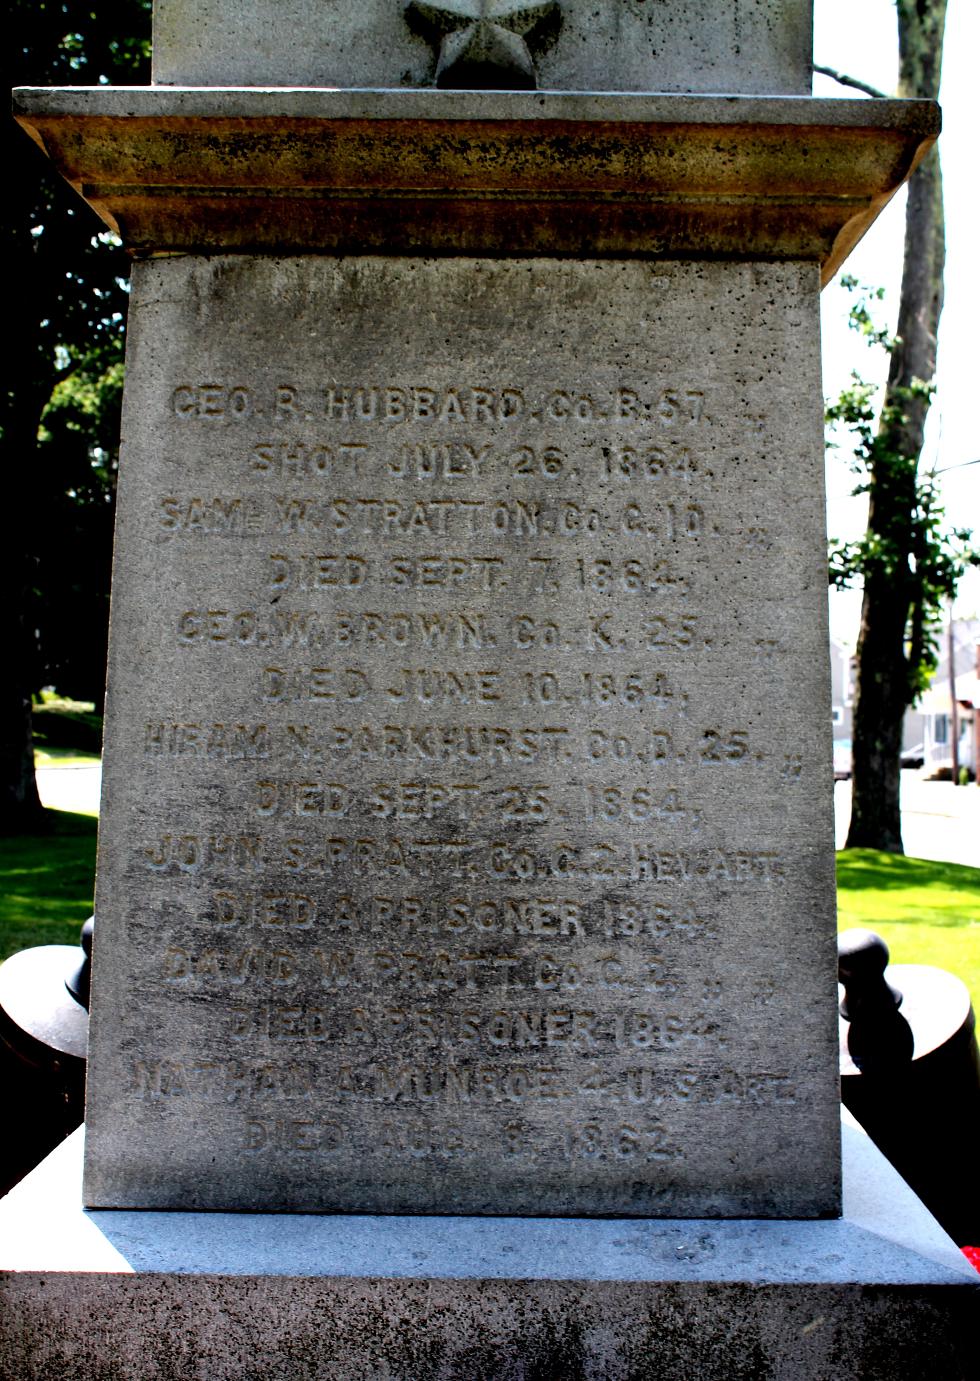 GEO. R. HUBBARD. Co. B. 57. „
SHOT JULY 26. 1864.
SAML W. STRATTON. Co. G. 10. „
DIED SEPT. 7. 1864.
GEO. W. BROWN. Co. K. 25. „
DIED JUNE 10. 1864.
HIRAM N. PARKHURST. Co. D. 25. „
DIED SEPT. 25. 1864.
JOHN S. PRATT. Co. G. 2. HEV. ART.
DIED A PRISONER 1864.
DAVID W. PRATT. Co. G. 2. „ „
DIED A PRISONER 1864.
NATHAN A. MUNROE. 4. U. S. ART.
DIED AUG. 1862.